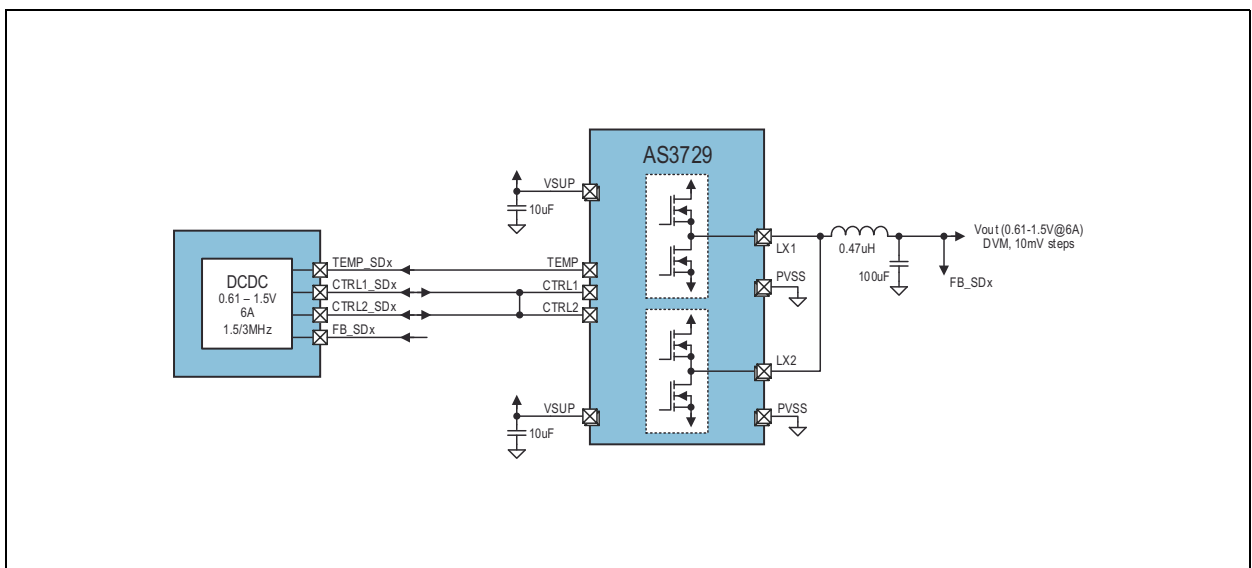 AS3729
VSUP
10uF
DCDC
0.61 – 1.5V
6A
1.5/3MHz
TEMP_SDx
CTRL1_SDx
CTRL2_SDx
FB_SDx
TEMP
CTRL1
CTRL2
LX1
0.47uH
Vout (0.61-1.5V@6A)
DVM, 10mV steps
100uF
FB_SDx
PVSS
LX2
VSUP
10uF
PVSS